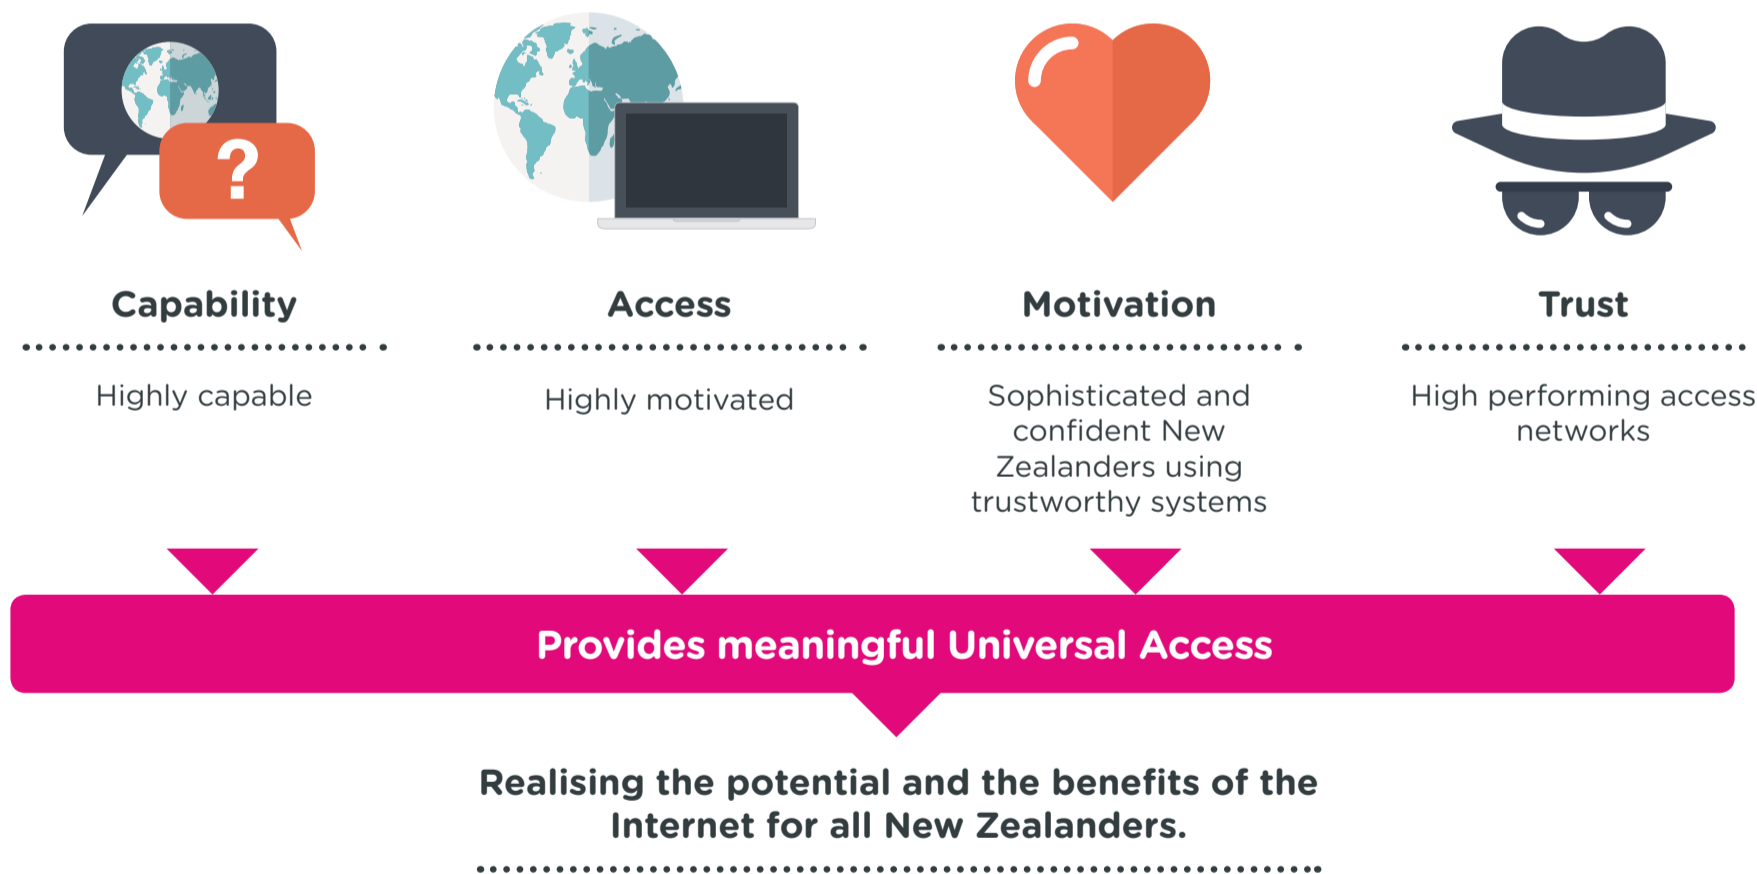 ?
Capability
Highly capable
Access
Highly motivated
Motivation
Sophisticated and
confident New
Zealanders using
trustworthy systems
Trust
High performing access
networks
Provides meaningful Universal Access
Realising the potential and the benefits of the
Internet for all New Zealanders.